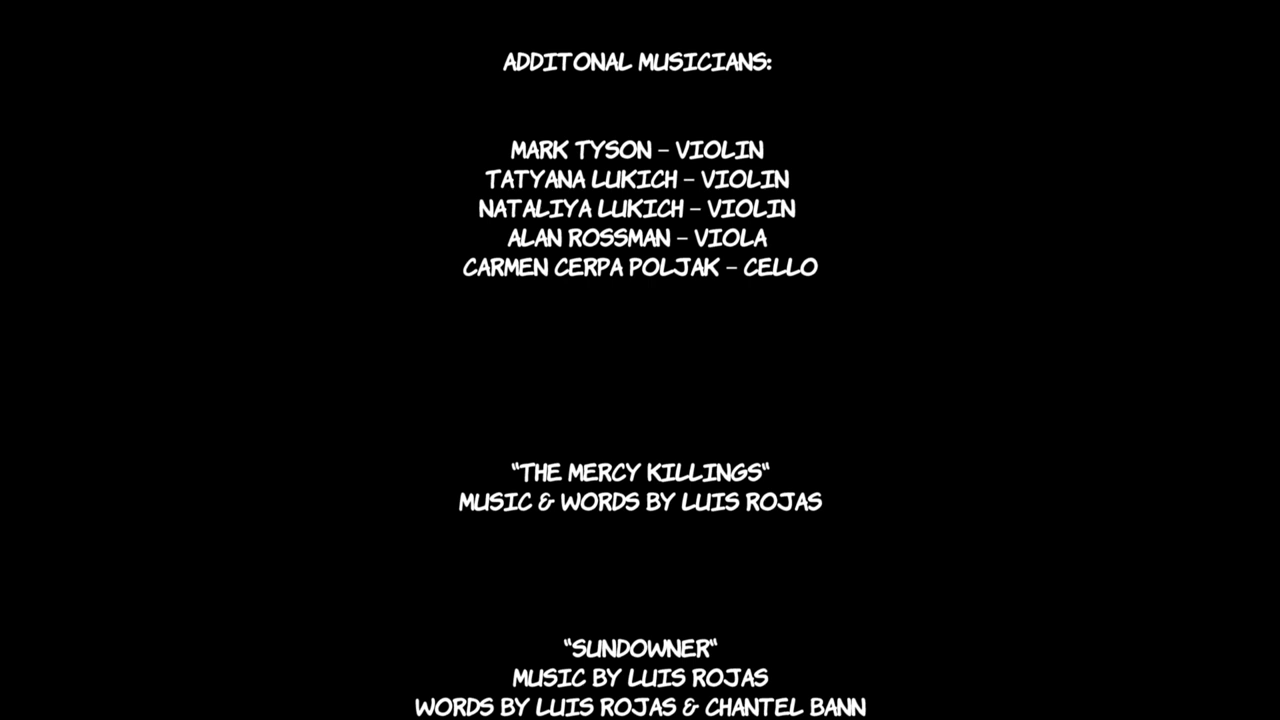 ADDITONAL MUSICIANS:
MARK TYSON – VIOLIN
TATYANA LUKICH – VIOLIN
NATALIYA LUKICH – VIOLIN
ALAN ROSSMAN – VIOLA
CARMEN CERPA POLJAK – CELLO
"THE MERCY KILLINGS"
MUSIC & WORDS BY LUIS ROJAS
"SUNDOWNER"
MUSIC BY LUIS ROJAS
WORDS BY LUIS ROJAS & CHANTEL BANN